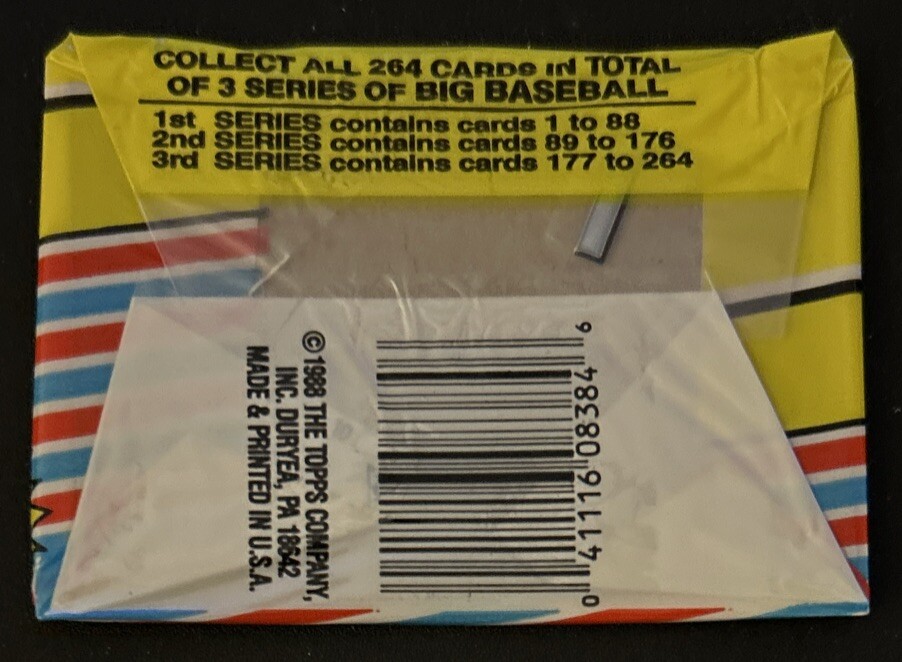 COLLECT ALL 264 CARDS IN TOTAL
OF 3 SERIES OF BIG BASEBALL
1st SERIES contains cards 1 to 88
2nd SERIES contains cards 89 to 176
3rd SERIES contains cards 177 to 264
© 1988 THE TOPPS COMPANY,
INC. DURYEA, PA 18642
MADE & PRINTED IN U.S.A.
0 41116 08384 6